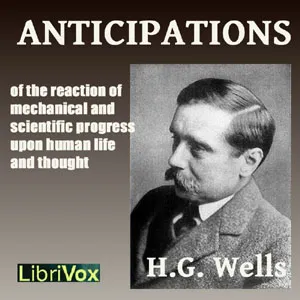 ANTICIPATIONS
of the reaction of
mechanical and
scientific progress
upon human life
and thought
LibriVox
H.G. Wells